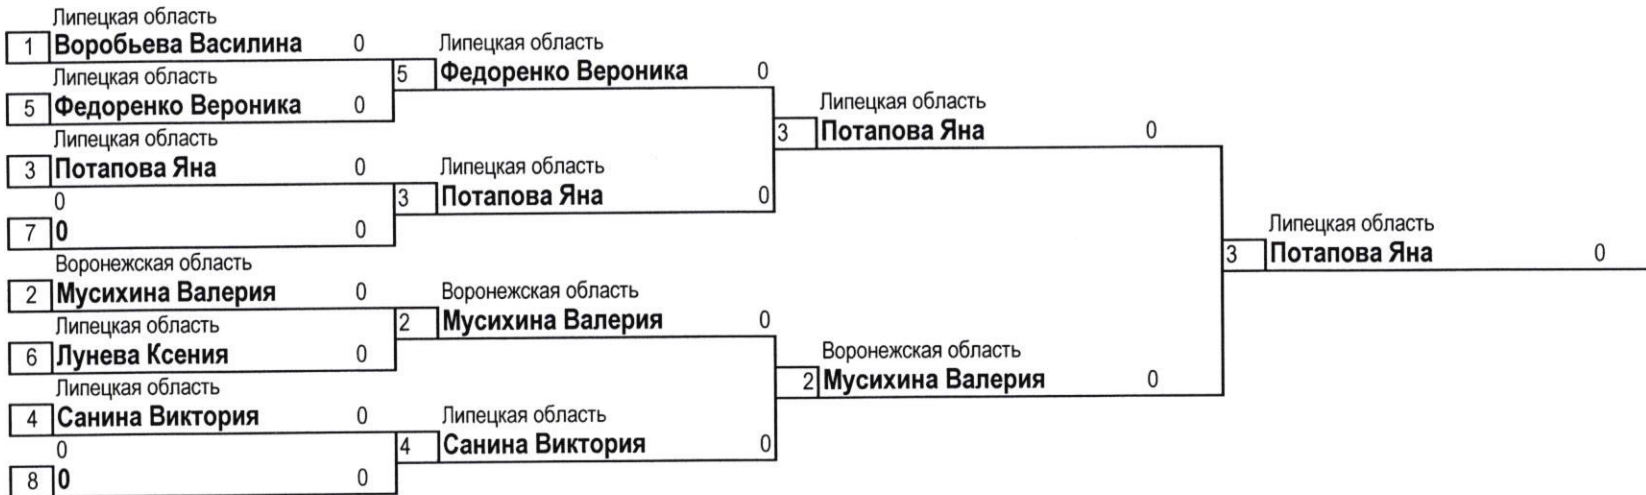 Липецкая область
1 Воробьева Василина 0
Липецкая область
5 Федоренко Вероника 0
Липецкая область
3 Потапова Яна 0
0
7 0 0
Воронежская область
2 Мусихина Валерия 0
Липецкая область
6 Лунева Ксения 0
Липецкая область
4 Санина Виктория 0
0
8 0 0
Липецкая область
5 Федоренко Вероника 0
Липецкая область
3 Потапова Яна 0
Воронежская область
2 Мусихина Валерия 0
Липецкая область
4 Санина Виктория 0
Липецкая область
3 Потапова Яна 0
Воронежская область
2 Мусихина Валерия 0
Липецкая область
3 Потапова Яна 0